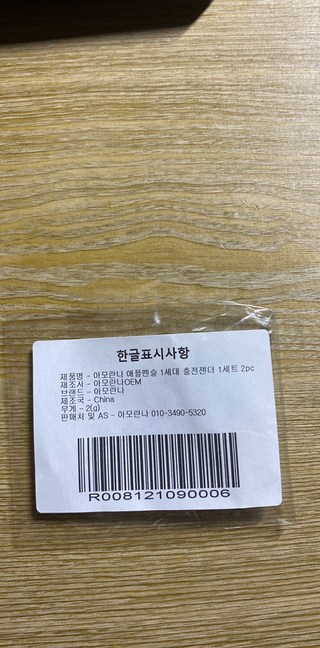 한글표시사항
제품명 - 아모란나 애플펜슬 1세대 충전젠더 1세트 2pc
제조사 - 아모란나OEM
브랜드 - 아모란나
제조국 - China
무게 - 2(g)
판매처 및 AS - 아모란나 010-3490-5320
R008121090006